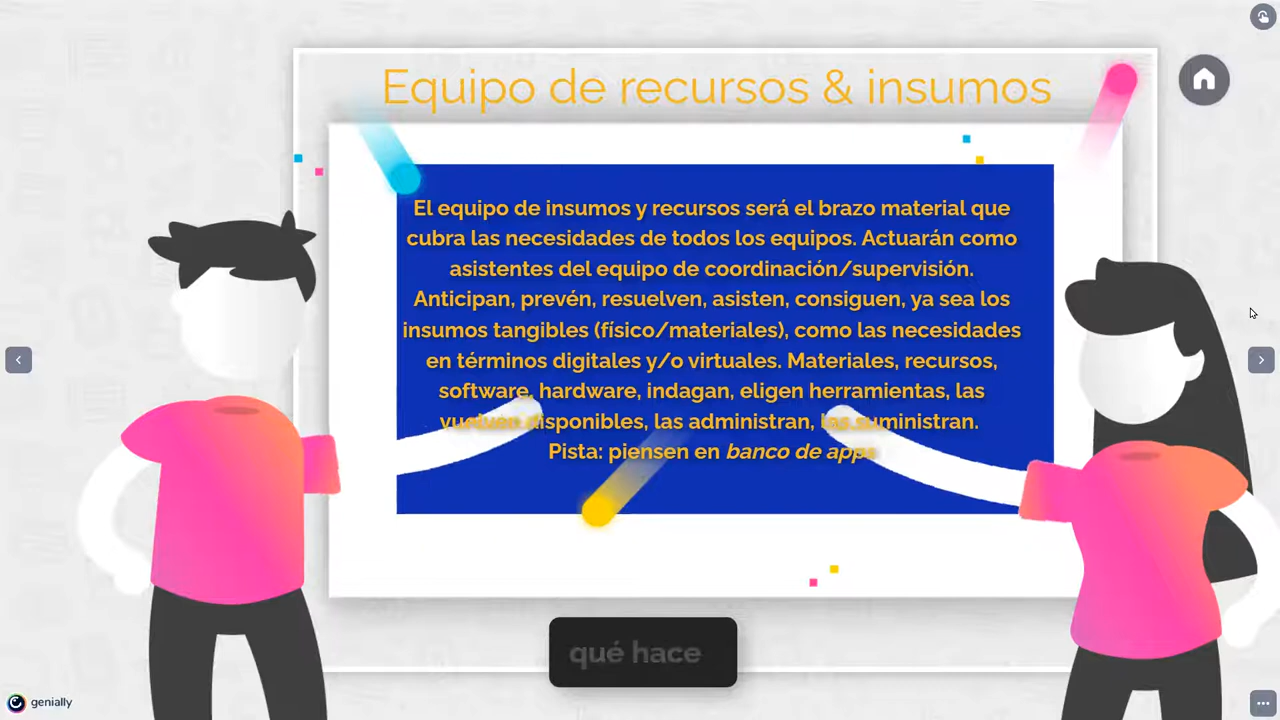 Equipo de recursos & insumos
El equipo de insumos y recursos será el brazo material que
cubra las necesidades de todos los equipos. Actuarán como
asistentes del equipo de coordinación/supervisión.
Anticipan, prevén, resuelven, asisten, consiguen, ya sea los
insumos tangibles (físico/materiales), como las necesidades
en términos digitales y/o virtuales. Materiales, recursos,
software, hardware, indagan, eligen herramientas, las
vuelven disponibles, las administran, las suministran.
Pista: piensen en banco de apps
qué hace
genially